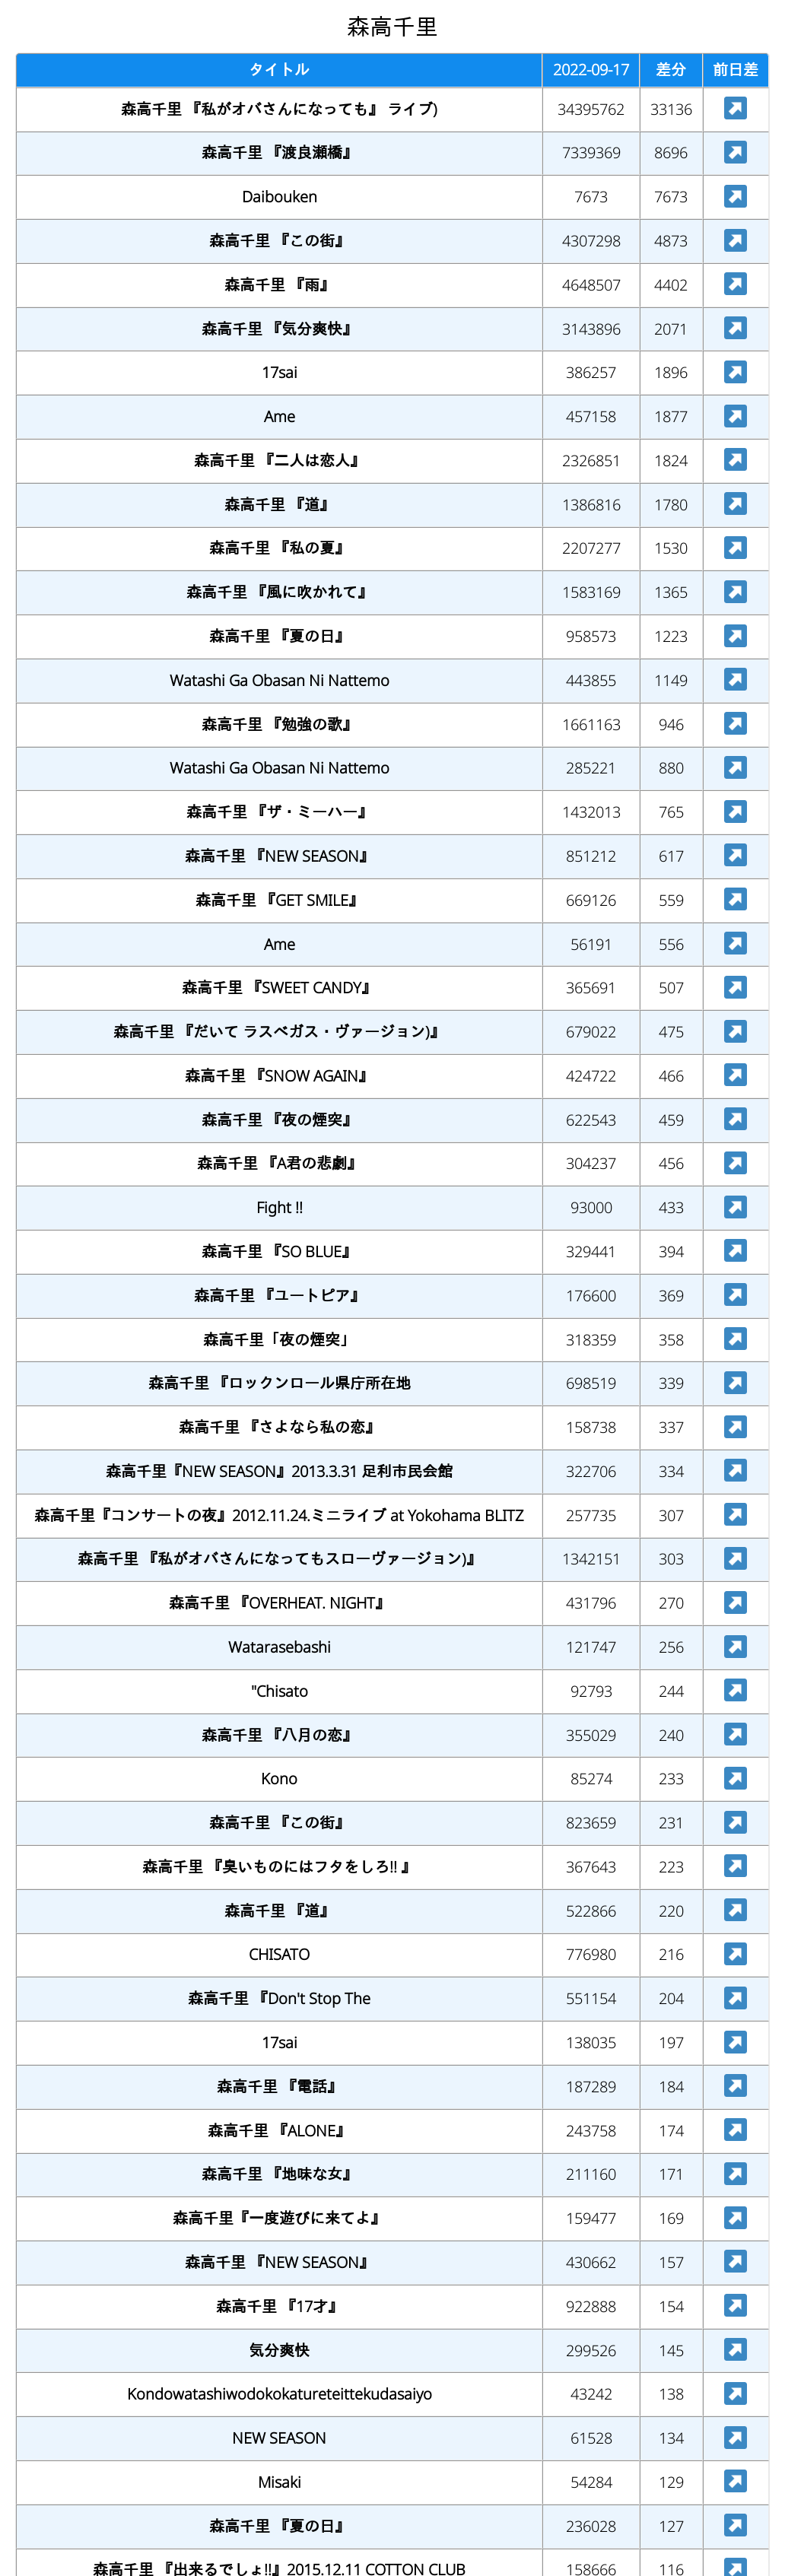 森高千里
タイトル 2022-09-17 差分 前日差
森高千里 『私がオバさんになっても』 ライブ) 34395762 33136
森高千里 『渡良瀬橋』 7339369 8696
Daibouken 7673 7673
森高千里 『この街』 4307298 4873
森高千里 『雨』 4648507 4402
森高千里 『気分爽快』 3143896 2071
17sai 386257 1896
Ame 457158 1877
森高千里 『二人は恋人』 2326851 1824
森高千里 『道』 1386816 1780
森高千里 『私の夏』 2207277 1530
森高千里 『風に吹かれて』 1583169 1365
森高千里 『夏の日』 958573 1223
Watashi Ga Obasan Ni Nattemo 443855 1149
森高千里 『勉強の歌』 1661163 946
Watashi Ga Obasan Ni Nattemo 285221 880
森高千里 『ザ・ミーハー』 1432013 765
森高千里 『NEW SEASON』 851212 617
森高千里 『GET SMILE』 669126 559
Ame 56191 556
森高千里 『SWEET CANDY』 365691 507
森高千里 『だいて ラスベガス・ヴァージョン)』 679022 475
森高千里 『SNOW AGAIN』 424722 466
森高千里 『夜の煙突』 622543 459
森高千里 『A君の悲劇』 304237 456
Fight !! 93000 433
森高千里 『SO BLUE』 329441 394
森高千里 『ユートピア』 176600 369
森高千里「夜の煙突」 318359 358
森高千里 『ロックンロール県庁所在地 698519 339
森高千里 『さよなら私の恋』 158738 337
森高千里『NEW SEASON』2013.3.31 足利市民会館 322706 334
森高千里『コンサートの夜』2012.11.24.ミニライブ at Yokohama BLITZ 257735 307
森高千里 『私がオバさんになってもスローヴァージョン)』 1342151 303
森高千里 『OVERHEAT. NIGHT』 431796 270
Watarasebashi 121747 256
"Chisato 92793 244
森高千里 『八月の恋』 355029 240
Kono 85274 233
森高千里 『この街』 823659 231
森高千里 『臭いものにはフタをしろ!! 』 367643 223
森高千里 『道』 522866 220
CHISATO 776980 216
森高千里 『Don't Stop The 551154 204
17sai 138035 197
森高千里 『電話』 187289 184
森高千里 『ALONE』 243758 174
森高千里 『地味な女』 211160 171
森高千里『一度遊びに来てよ』 159477 169
森高千里 『NEW SEASON』 430662 157
森高千里 『17才』 922888 154
気分爽快 299526 145
Kondowatashiwodokokatureteittekudasaiyo 43242 138
NEW SEASON 61528 134
Misaki 54284 129
森高千里 『夏の日』 236028 127
森高千里 『出来るでしょ!!』2015.12.11 COTTON CLUB 158666 116